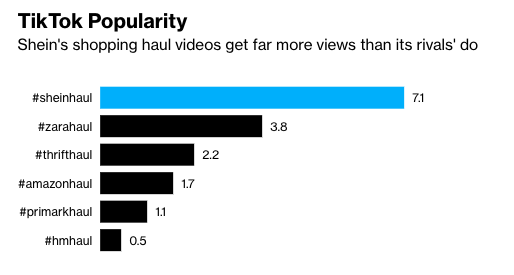 TikTok Popularity
Shein's shopping haul videos get far more views than its rivals' do
#sheinhaul 7.1
#zarahaul 3.8
#thrifthaul 2.2
#amazonhaul 1.7
#primarkhaul 1.1
#hmhaul 0.5